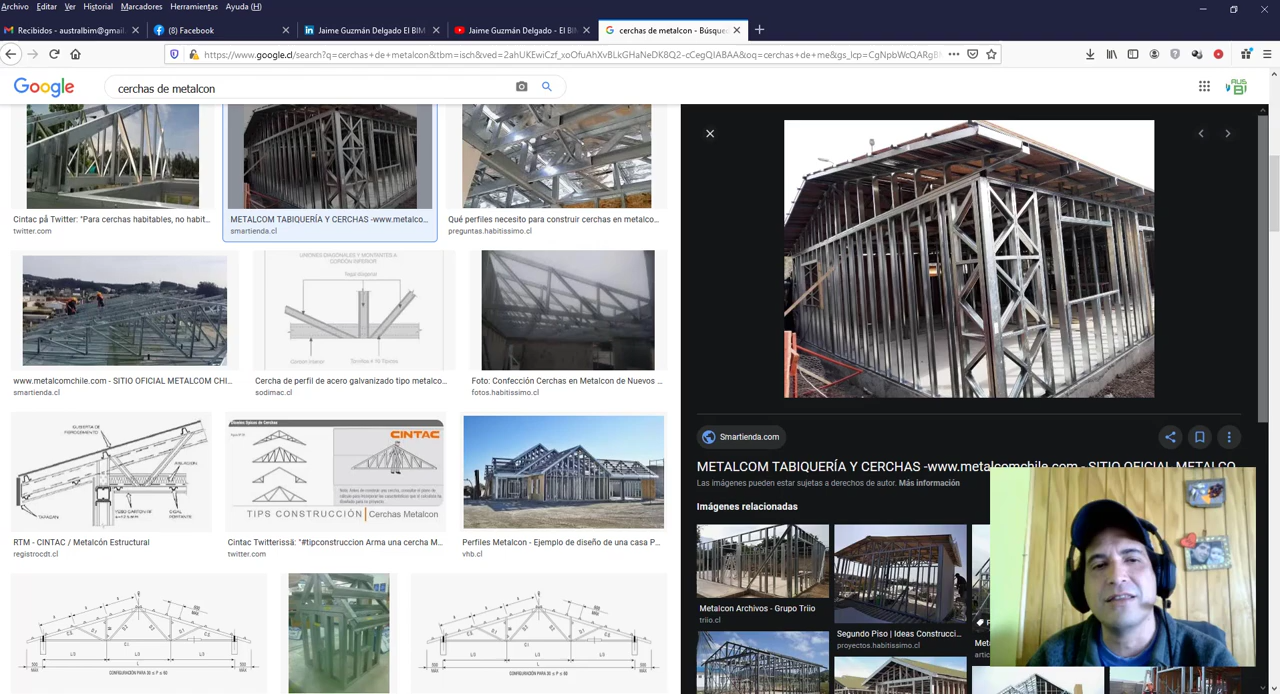 Archivo Editar Ver Historial Marcadores Herramientas Ayuda (H)
Recibidos - australbim@gmail.
(8) Facebook
Jaime Guzmán Delgado El BIM
Jaime Guzmán Delgado - El BIM
cerchas de metalcon - Búsque
Google
cerchas de metalcon
Cintac på Twitter: "Para cerchas habitables, no habit...
twitter.com
METALCOM TABIQUERÍA Y CERCHAS -www.metalco...
smartienda.cl
Qué perfiles necesito para construir cerchas en metalco...
preguntas.habitissimo.cl
UNIONES DIAGONALES Y MONTANTES A
CORDÓN INFERIOR
www.metalcomchile.com - SITIO OFICIAL METALCOM CHI...
smartienda.cl
Cercha de perfil de acero galvanizado tipo metalco...
sodimac.cl
Foto: Confección Cerchas en Metalcon de Nuevos ...
fotos.habitissimo.cl
CINTAC
TIPS CONSTRUCCIÓN | Cerchas Metalcon
RTM - CINTAC / Metalcón Estructural
registrocdt.cl
Cintac Twitterissä: "#tipconstruccion Arma una cercha M...
twitter.com
Perfiles Metalcon - Ejemplo de diseño de una casa P...
vhb.cl
Smartienda.com
METALCOM TABIQUERÍA Y CERCHAS -www.metalcomchile.com - SITIO OFICIAL METALCO
Las imágenes pueden estar sujetas a derechos de autor. Más información
Imágenes relacionadas
Metalcon Archivos - Grupo Triio
triio.cl
Segundo Piso | Ideas Construcci...
proyectos.habitissimo.cl